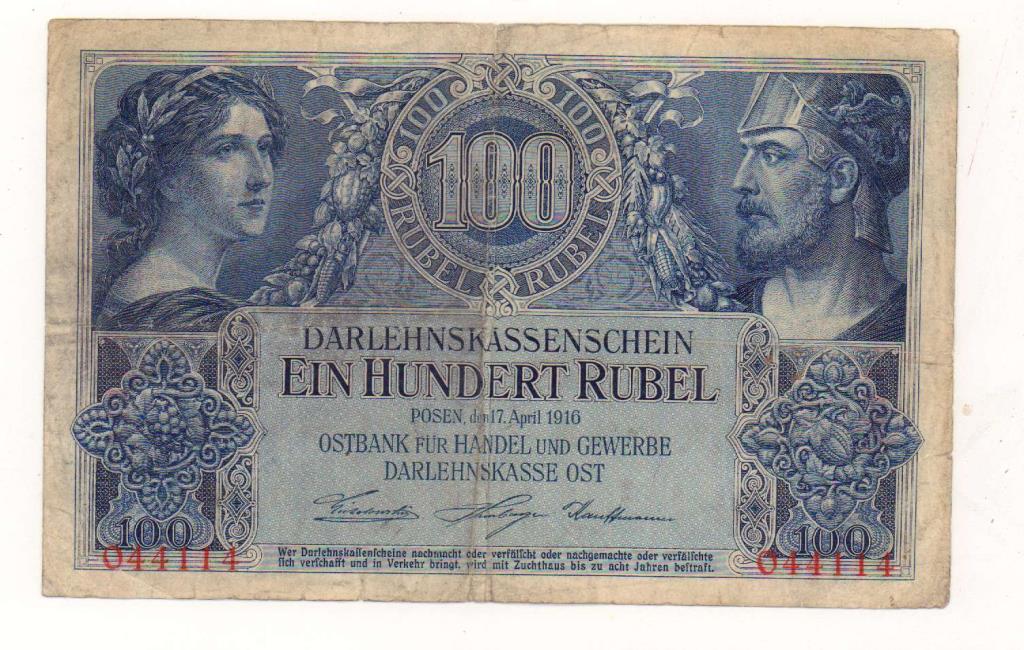 100 100
100
RUBEL RUBEL
DARLEHNSKASSENSCHEIN
EIN HUNDERT RUBEL
POSEN, den 17. April 1916
OSTBANK FÜR HANDEL UND GEWERBE
DARLEHNSKASSE OST
Kauffmann
100 100
044114 044114
Wer Darlehnskassenscheine nachmacht oder verfälscht oder nachgemachte oder verfälschte
sich verschafft und in Verkehr bringt, wird mit Zuchthaus bis zu acht Jahren bestraft.